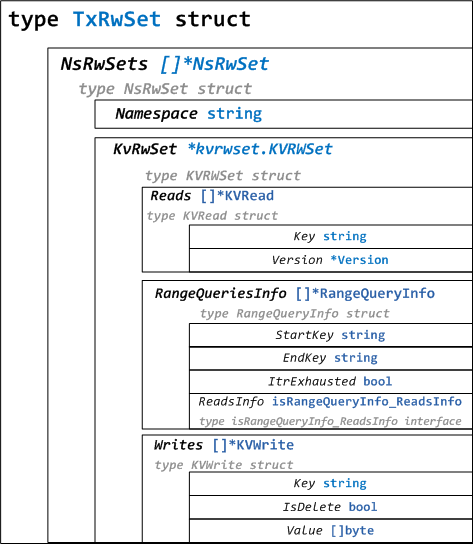 type TxRwSet struct
NsRwSets []*NsRwSet
type NsRwSet struct
Namespace string
KvRwSet *kvrwset.KVRWSet
type KVRWSet struct
Reads []*KVRead
type KVRead struct
Key string
Version *Version
RangeQueriesInfo []*RangeQueryInfo
type RangeQueryInfo struct
StartKey string
EndKey string
ItrExhausted bool
ReadsInfo isRangeQueryInfo_ReadsInfo
type isRangeQueryInfo_ReadsInfo interface
Writes []*KVWrite
type KVWrite struct
Key string
IsDelete bool
Value []byte